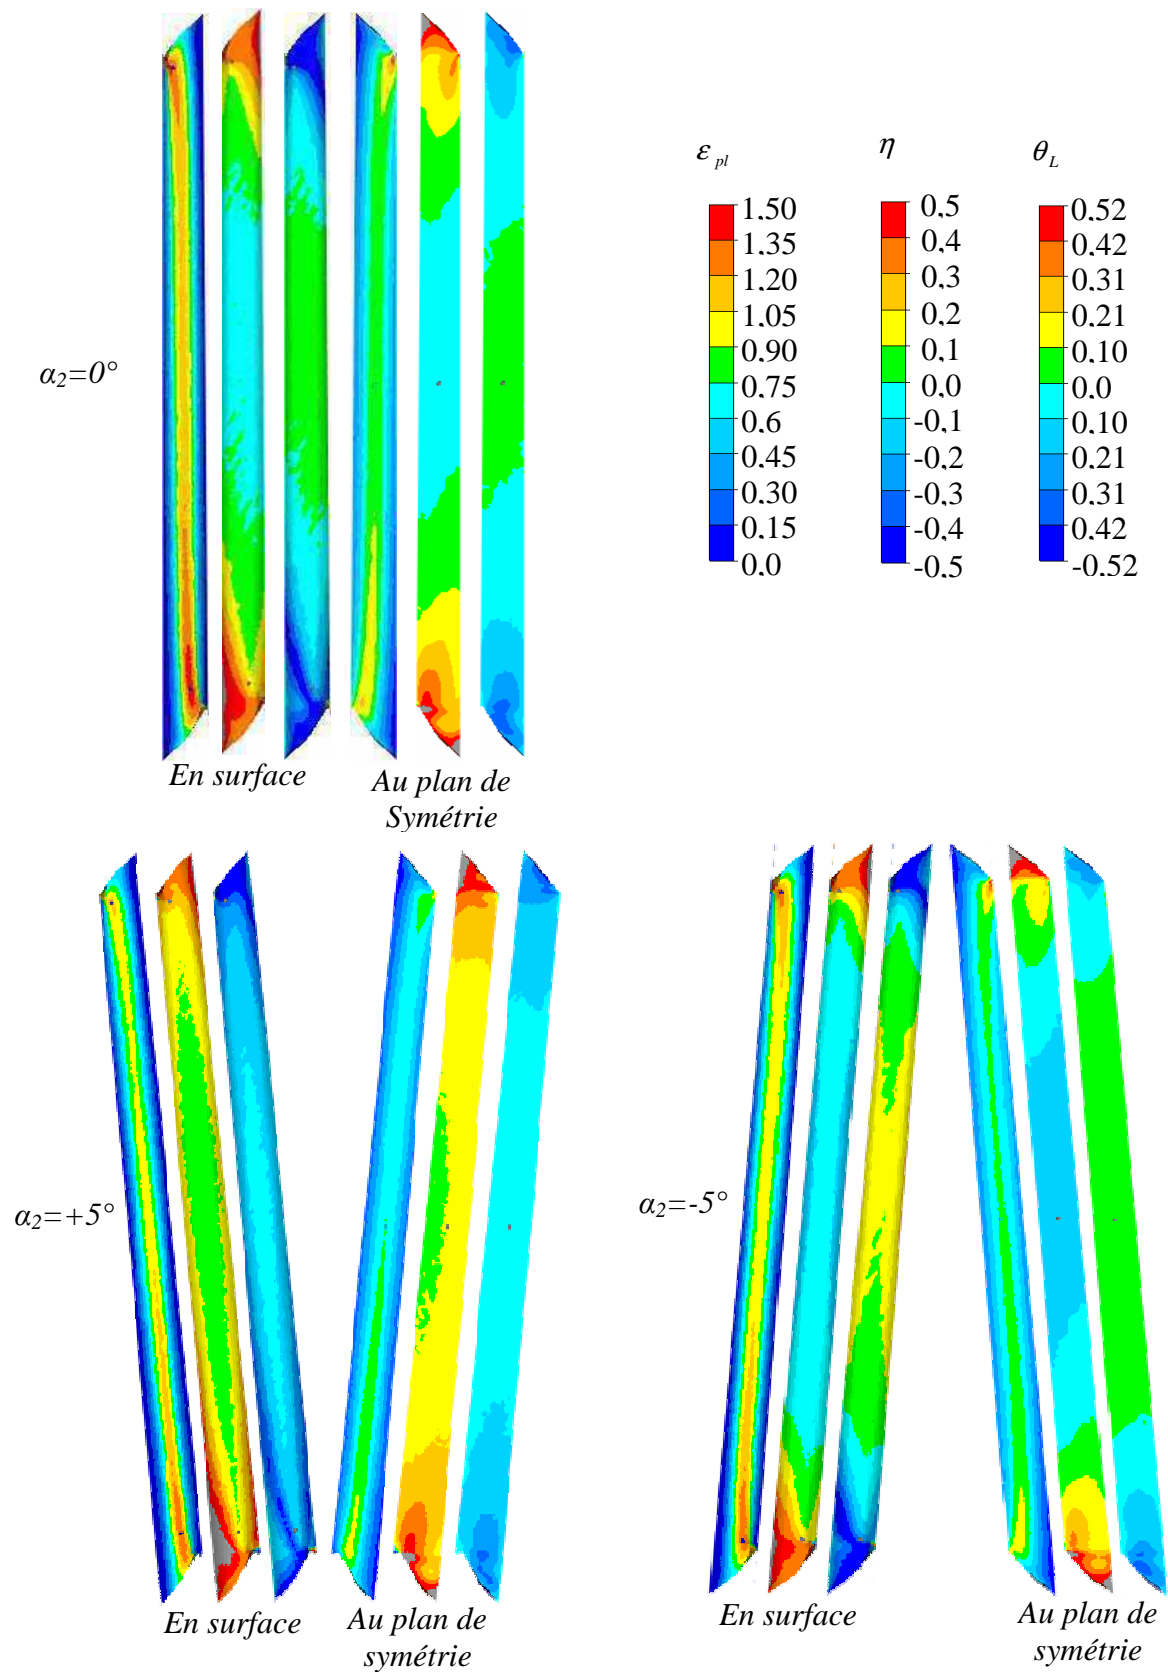 ε pl η θ L
1.50 0.5 0.52
1.35 0.4 0.42
1.20 0.3 0.31
1.05 0.2 0.21
0.90 0.1 0.10
0.75 0.0 0.0
0.6 -0.1 0.10
0.45 -0.2 0.21
0.30 -0.3 0.31
0.15 -0.4 0.42
0.0 -0.5 -0.52
α2=0°
En surface
Au plan de
Symétrie
α2=+5°
En surface
Au plan de
symétrie
α2=-5°
En surface
Au plan de
symétrie